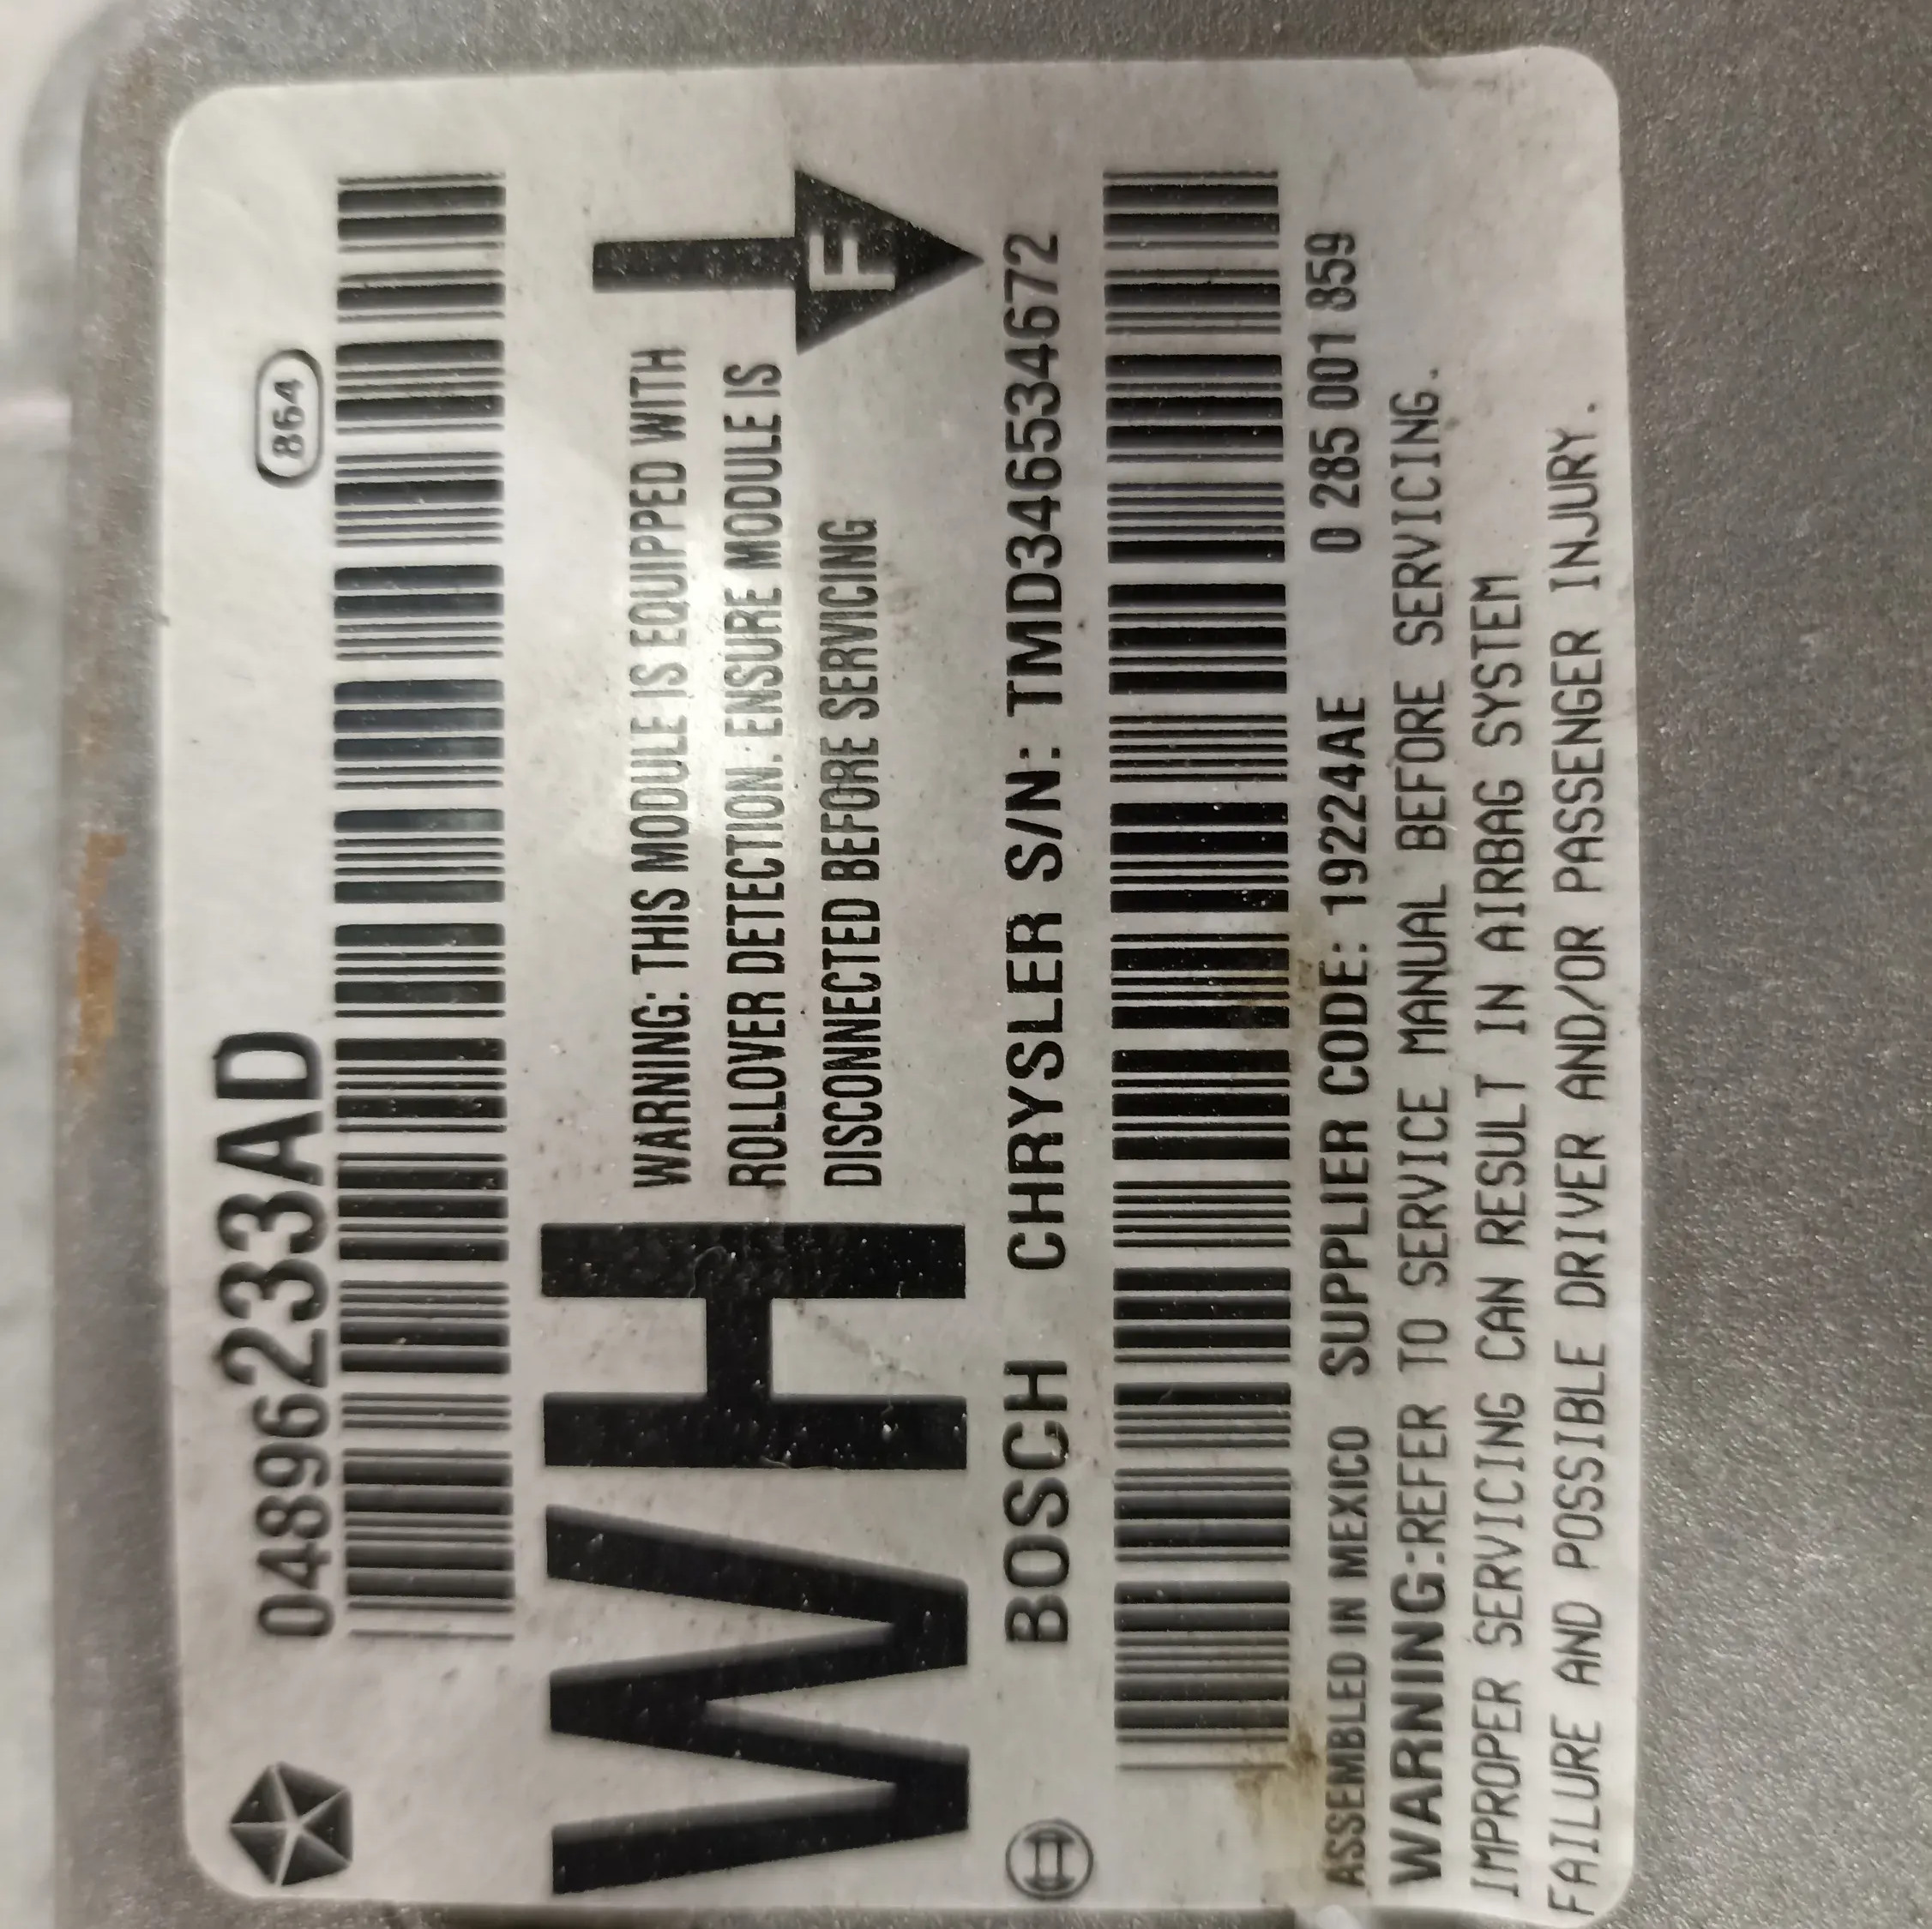 04896233AD
864
WH
WARNING: THIS MODULE IS EQUIPPED WITH
ROLLOVER DETECTION. ENSURE MODULE IS
DISCONNECTED BEFORE SERVICING
F
BOSCH CHRYSLER S/N: TMD346534672
ASSEMBLED IN MEXICO SUPPLIER CODE: 19224AE 0 285 001 859
WARNING:REFER TO SERVICE MANUAL BEFORE SERVICING.
IMPROPER SERVICING CAN RESULT IN AIRBAG SYSTEM
FAILURE AND POSSIBLE DRIVER AND/OR PASSENGER INJURY.